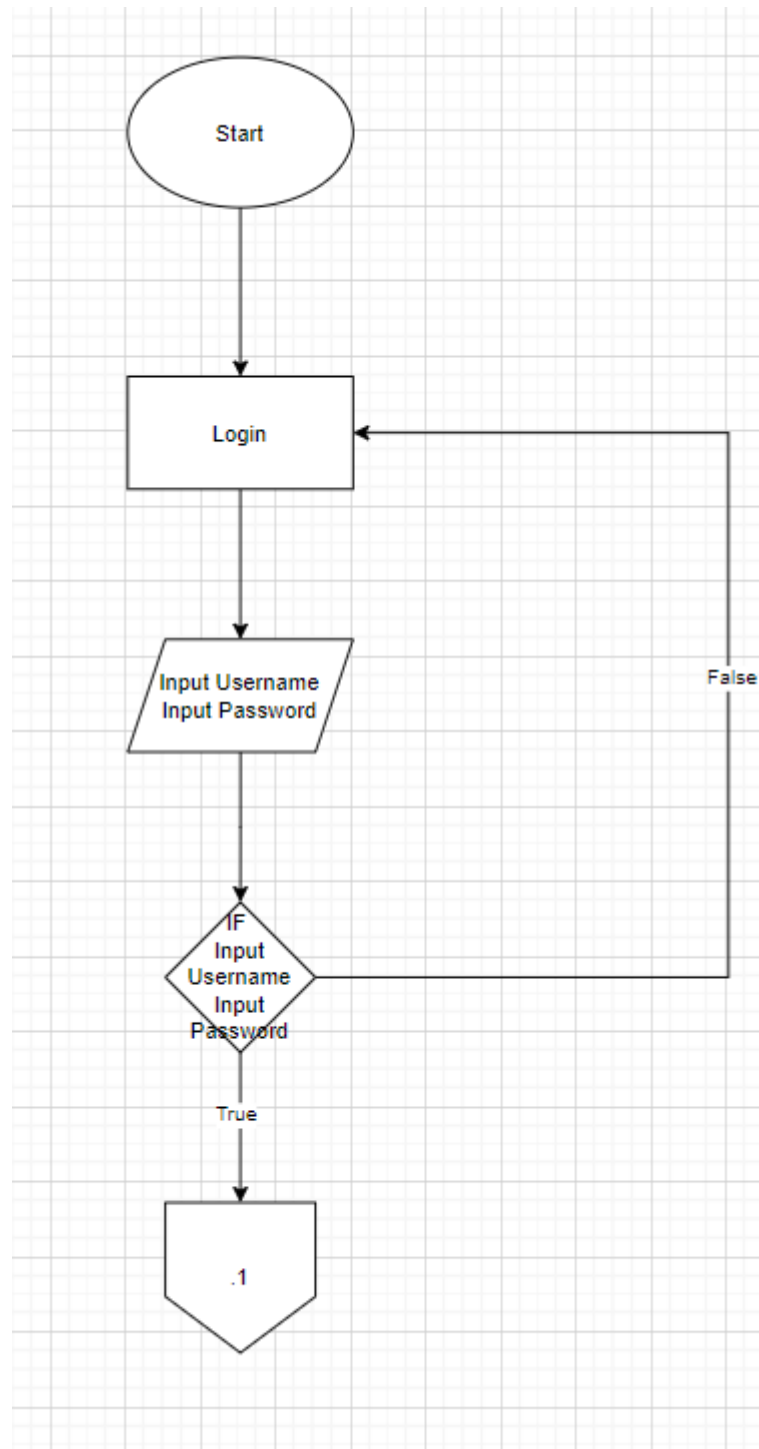 Start
Login
Input Username
Input Password
False
IF
Input
Username
Input
Password
True
.1